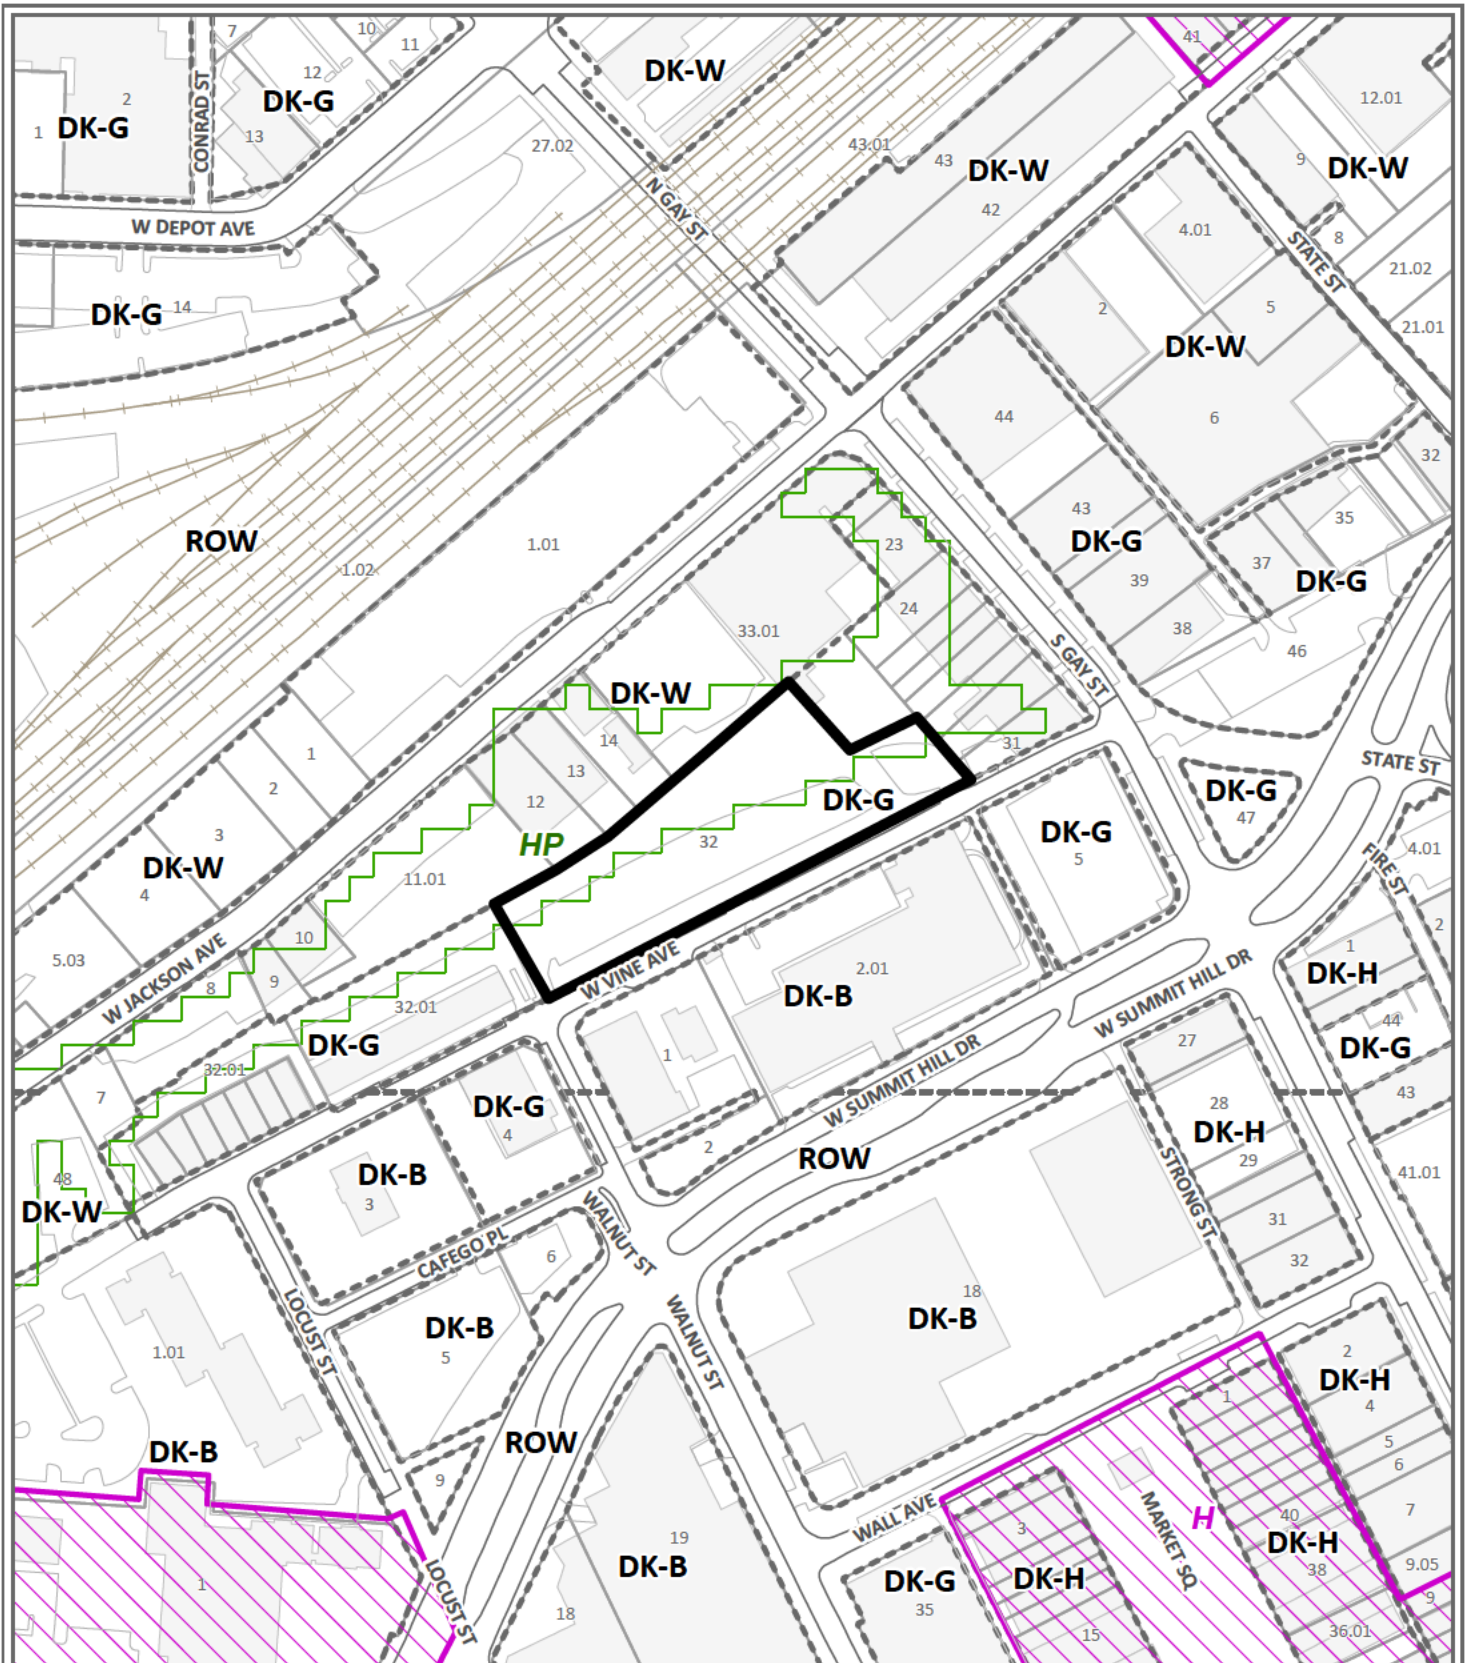 7
10
11
41
12
DK-W
2
DK-G
12.01
1
DK-G
CONRAD ST
13
27.02
43.01
43
DK-W
9
DK-W
42
N GAY ST
W DEPOT AVE
4.01
8
STATE ST
21.02
DK-G
14
2
5
21.01
DK-W
44
6
32
43
35
ROW
1.01
23
DK-G
1.02
39
37
DK-G
24
33.01
38
46
S GAY ST
DK-W
14
31
1
13
STATE ST
2
12
DK-G
DK-G
47
3
HP
32
DK-G
5
4.01
FIRE ST
DK-W
4
11.01
10
2
1
5.03
W JACKSON AVE
9
8
W VINE AVE
2.01
DK-B
W SUMMIT HILL DR
DK-H
32.01
44
DK-G
1
27
DK-G
32.01
W SUMMIT HILL DR
7
DK-G
4
28
43
DK-H
2
ROW
29
DK-B
3
48
DK-W
STRONG ST
41.01
WALNUT ST
31
CAFEGO PL
6
32
LOCUST ST
18
DK-B
DK-B
5
WALNUT ST
1.01
2
DK-H
1
4
DK-B
ROW
5
6
9
WALL AVE
MARKET SQ
H
40
7
3
DK-H
19
DK-B
38
9.05
DK-G
DK-H
1
35
9
LOCUST ST
18
15
36.01